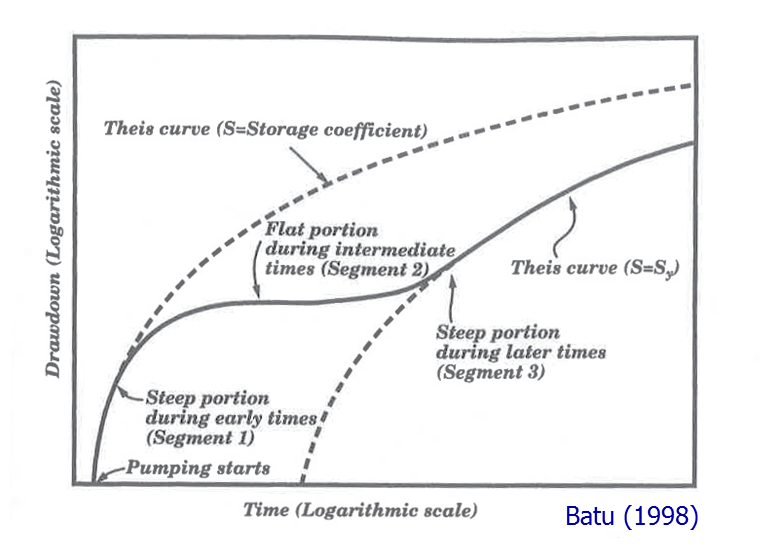 Theis curve (S=Storage coefficient)
Flat portion
during intermediate
times (Segment 2)
Theis curve (S=Sy)
Steep portion
during later times
(Segment 3)
Steep portion
during early times
(Segment 1)
Pumping starts
Drawdown (Logarithmic scale)
Time (Logarithmic scale)
Batu (1998)